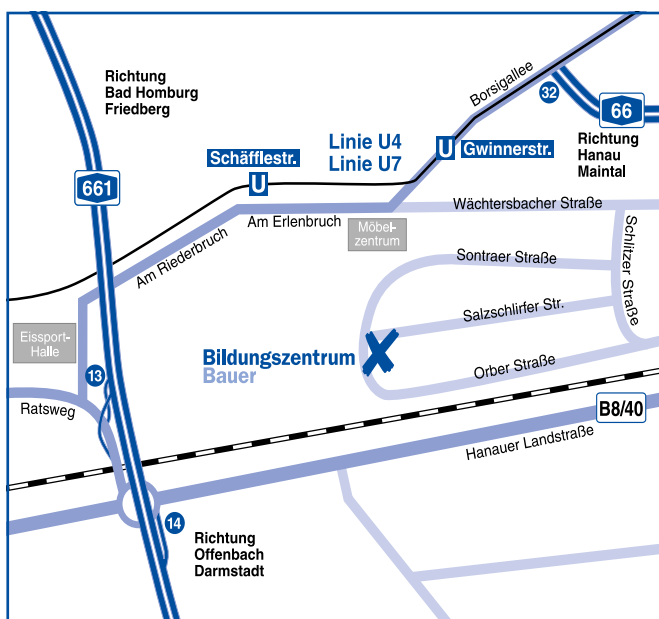 Richtung
Bad Homburg
Friedberg
Borsigallee
32
66
Richtung
Hanau
Maintal
Linie U4
Linie U7
Schäfflestr.
U
U
Gwinnerstr.
661
Wächtersbacher Straße
Am Erlenbruch
Möbel-
zentrum
Am Riederbruch
Schlitzer Straße
Sontraer Straße
Salzschlirfer Str.
Eissport-
Halle
Bildungszentrum
Bauer
13
Orber Straße
Ratsweg
B8/40
Hanauer Landstraße
14
Richtung
Offenbach
Darmstadt